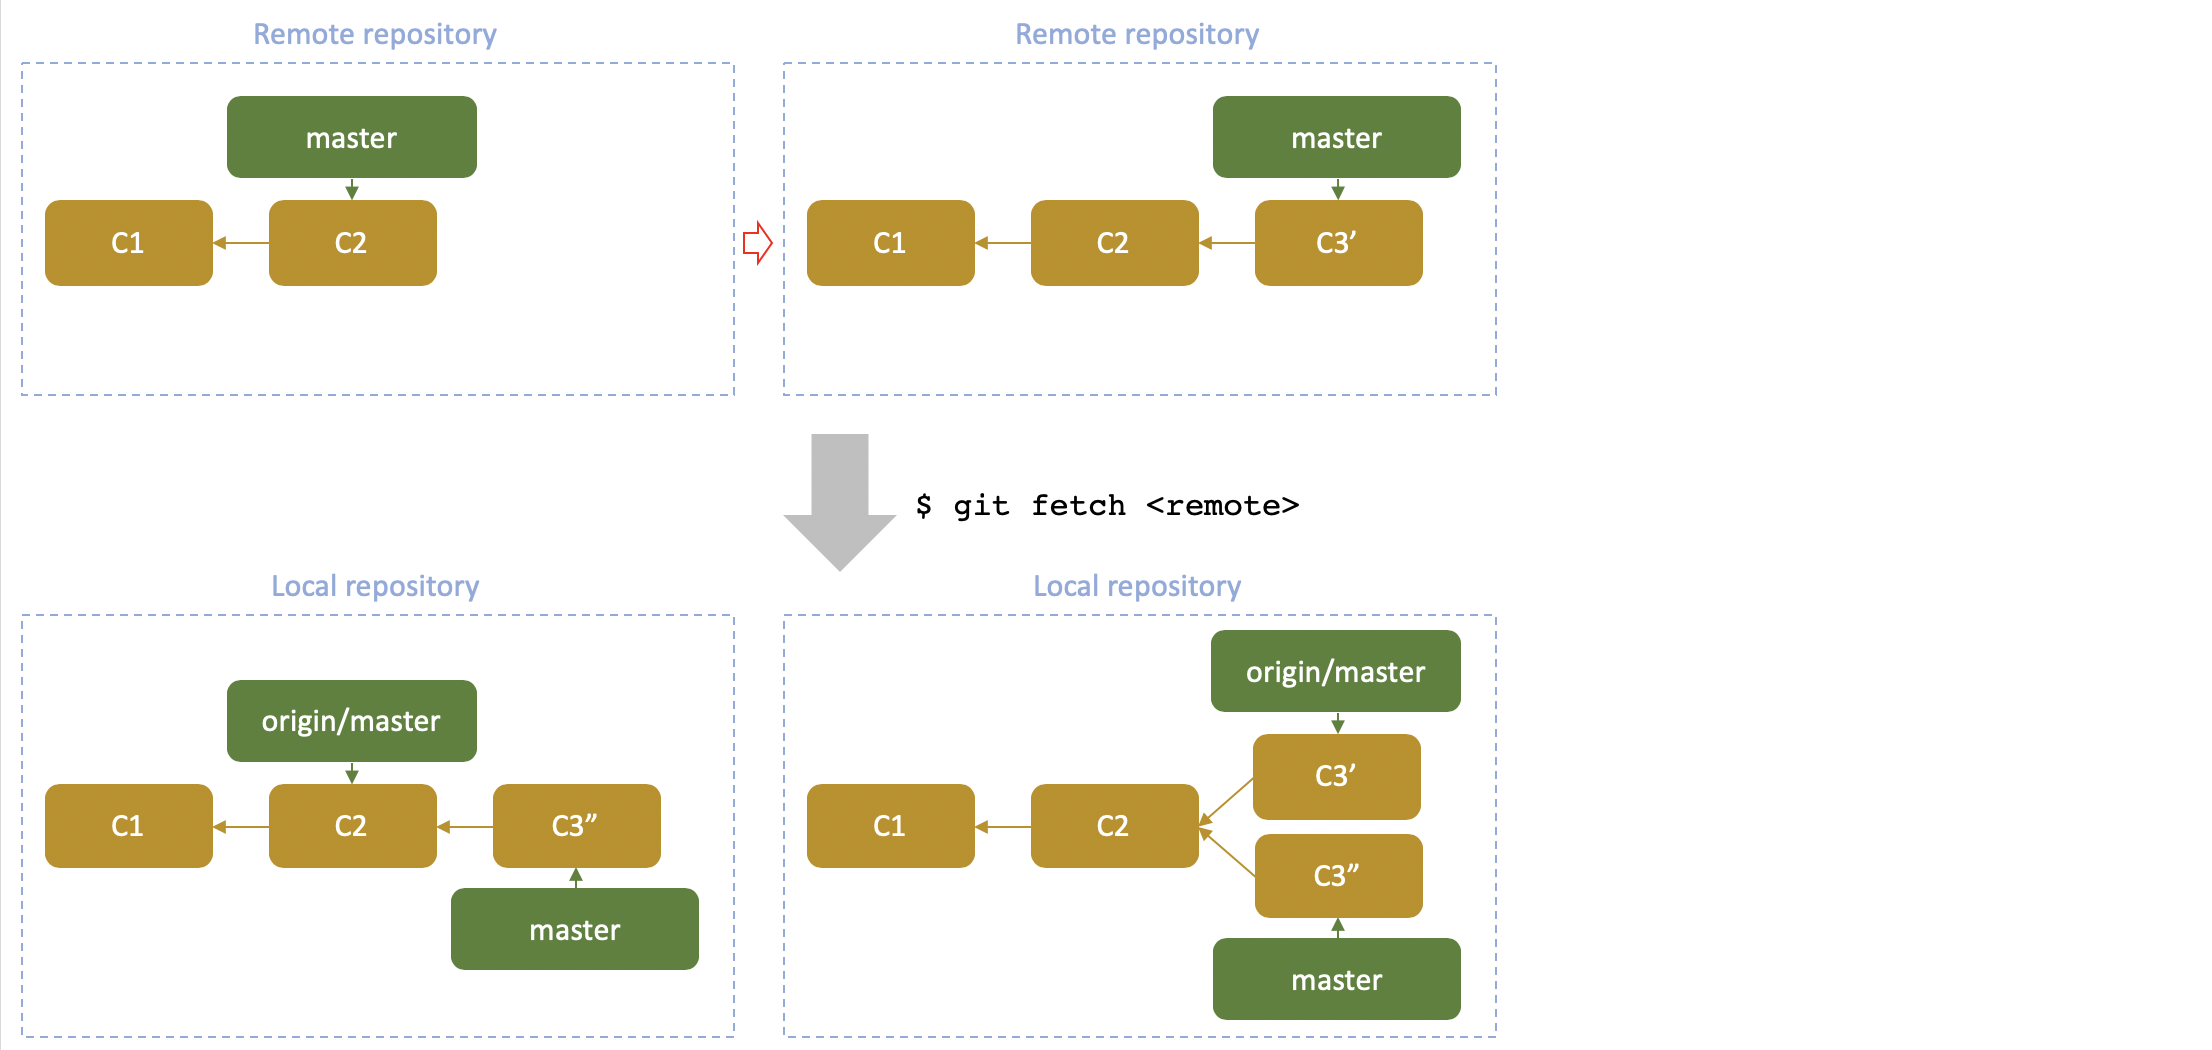 Remote repository
Remote repository
master
master
C1
C2
C1
C2
C3’
$ git fetch <remote>
Local repository
Local repository
origin/master
origin/master
C3’
C1
C2
C3”
C1
C2
C3”
master
master